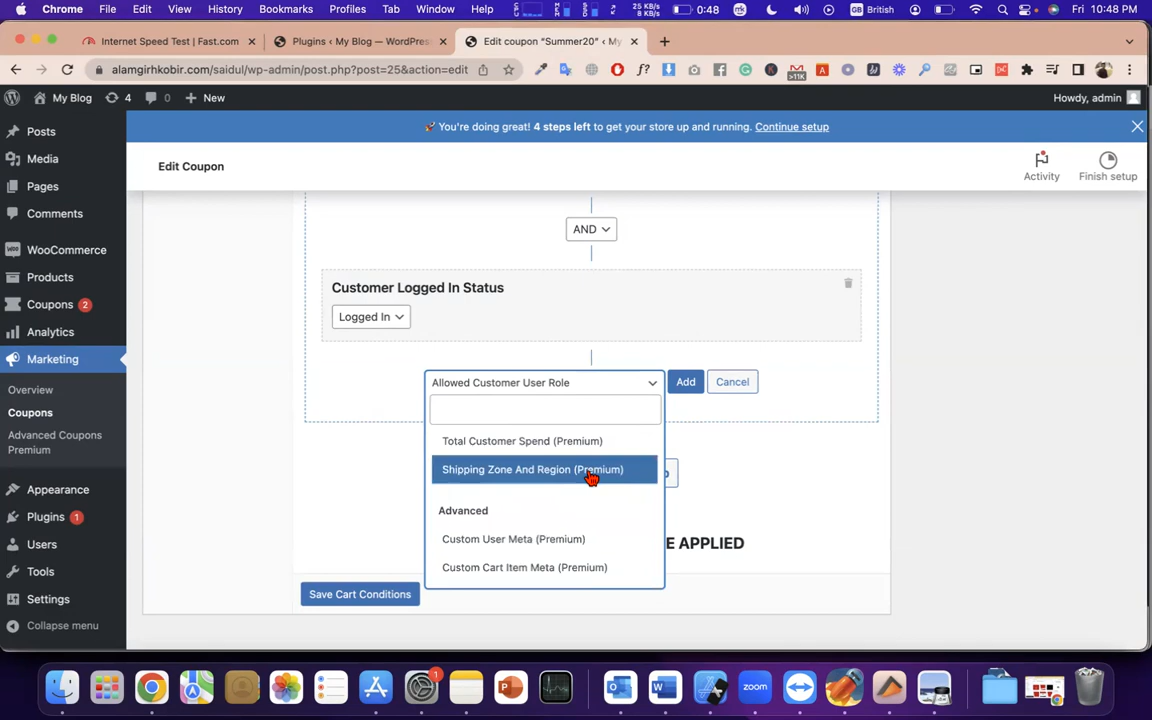 Chrome File Edit View History Bookmarks Profiles Tab Window Help 25 KB/s 8 KB/s 0:48 British Fri 10:48 PM
Internet Speed Test | Fast.com Plugins ‹ My Blog — WordPress Edit coupon “Summer20” ‹ My
alamgirhkobir.com/saidul/wp-admin/post.php?post=25&action=edit
My Blog 4 0 New Howdy, admin
🚀 You're doing great! 4 steps left to get your store up and running. Continue setup
Posts
Media
Pages
Comments
WooCommerce
Products
Coupons 2
Analytics
Marketing
Overview
Coupons
Advanced Coupons
Premium
Appearance
Plugins 1
Users
Tools
Settings
Collapse menu
Edit Coupon
Activity
Finish setup
AND
Customer Logged In Status
Logged In
Allowed Customer User Role Add Cancel
Total Customer Spend (Premium)
Shipping Zone And Region (Premium)
Advanced
Custom User Meta (Premium)
Custom Cart Item Meta (Premium)
E APPLIED
Save Cart Conditions
zoom